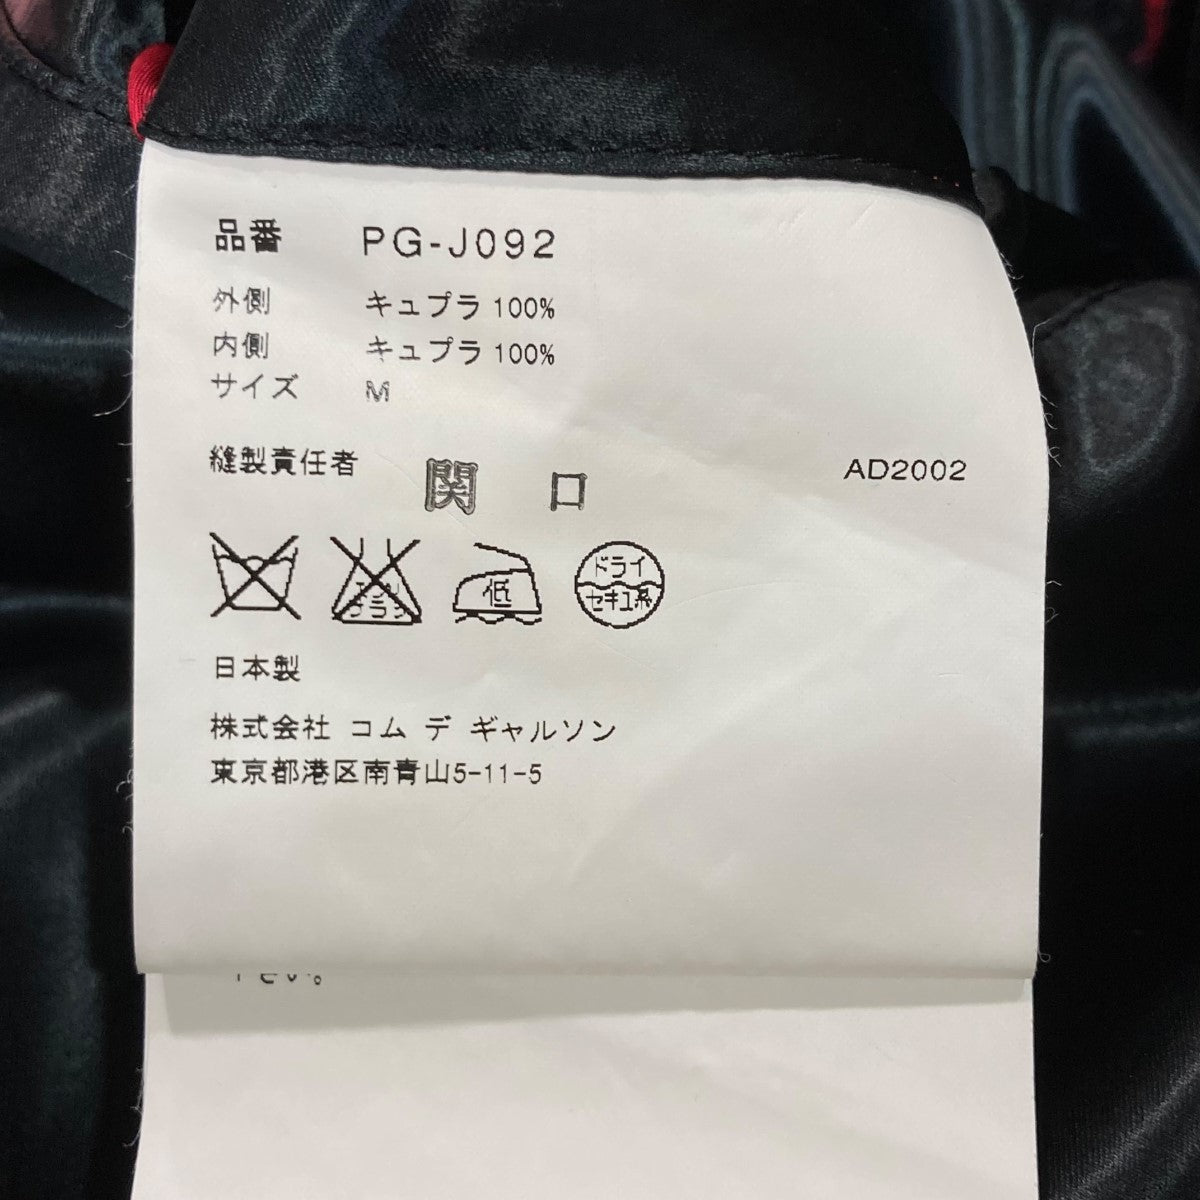 品番 PG-J092
外側 キュプラ 100%
内側 キュプラ 100%
サイズ M
縫製責任者 関 口 AD2002
低 ドライ
セキユ系
日本製
株式会社 コム デ ギャルソン
東京都港区南青山5-11-5